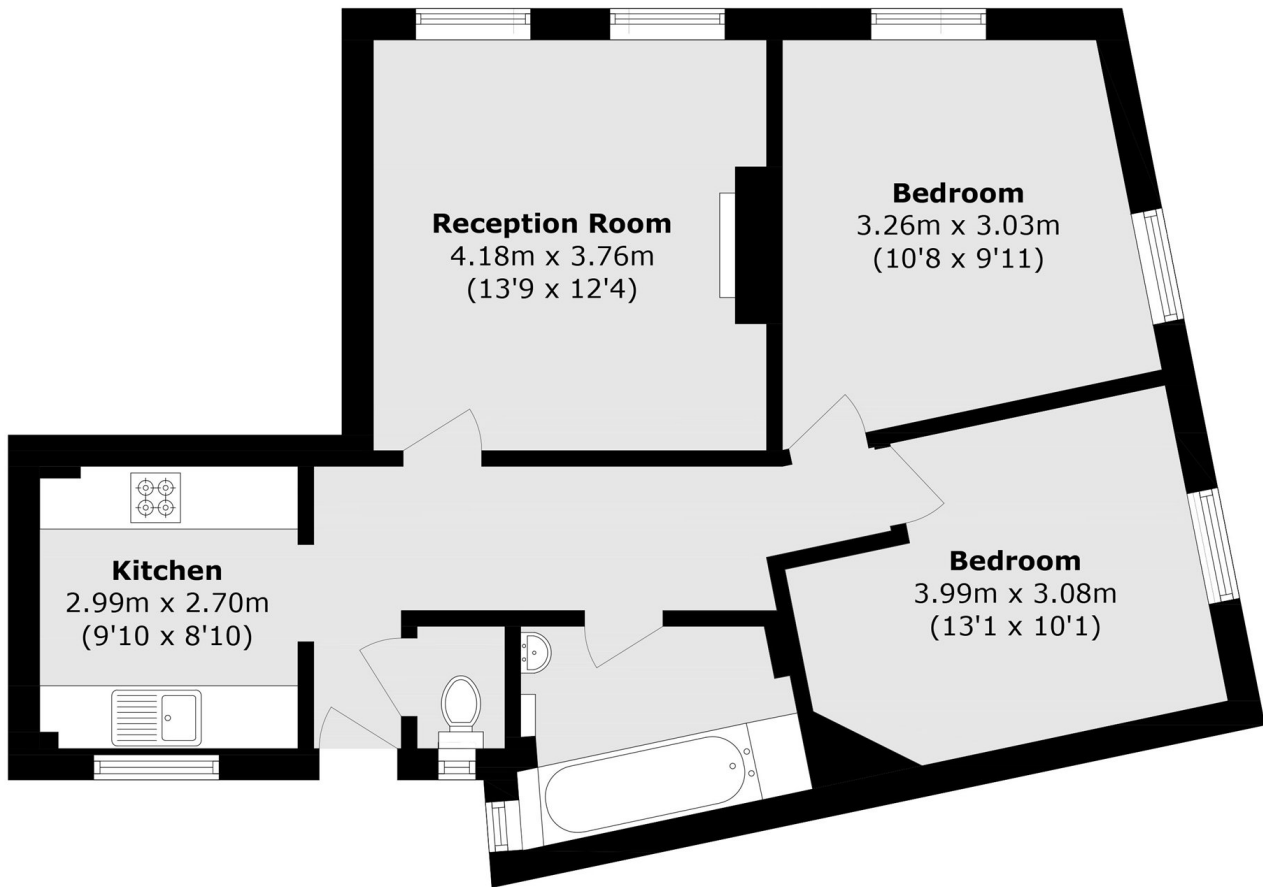 Reception Room
4.18m x 3.76m
(13'9 x 12'4)
Bedroom
3.26m x 3.03m
(10'8 x 9'11)
Kitchen
2.99m x 2.70m
(9'10 x 8'10)
Bedroom
3.99m x 3.08m
(13'1 x 10'1)